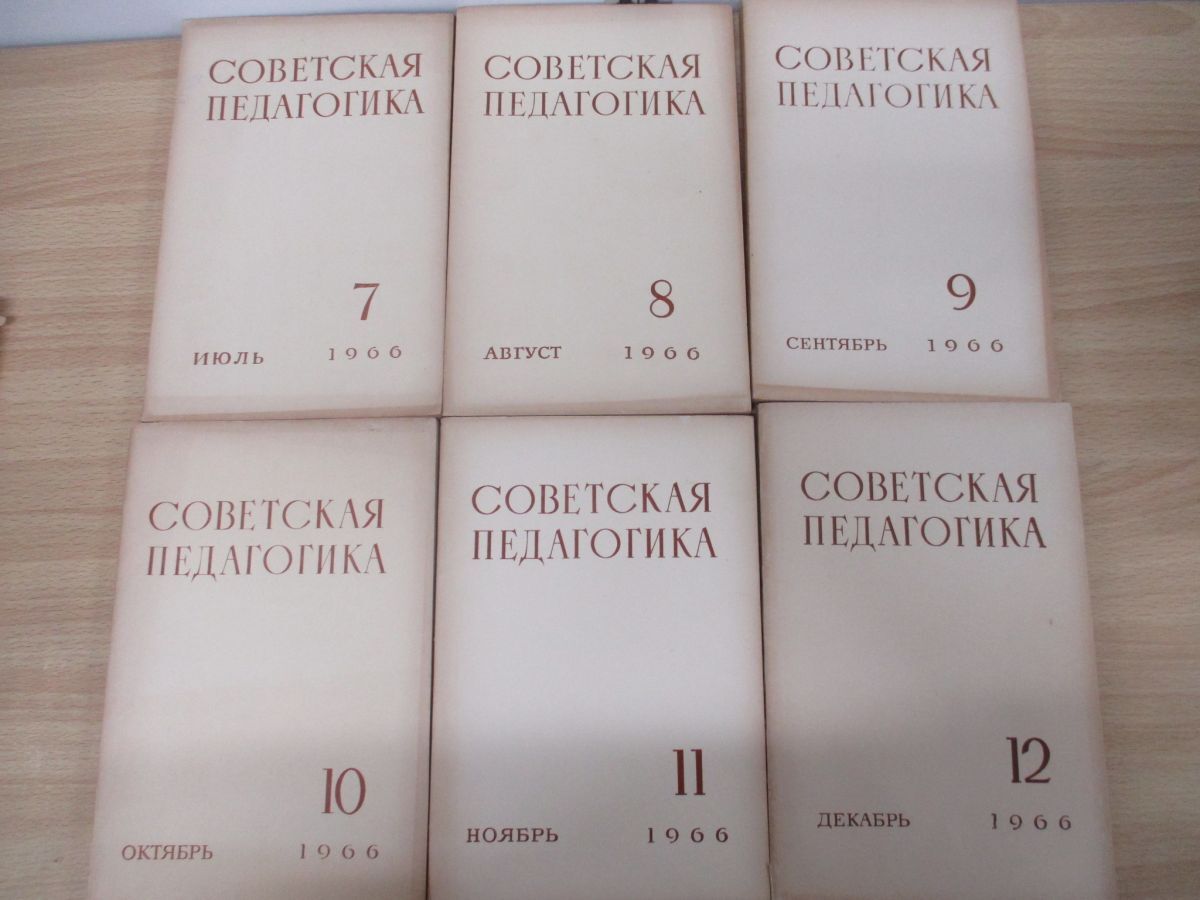 СОВЕТСКАЯ
ПЕДАГОГИКА
7
ИЮЛЬ 1966
СОВЕТСКАЯ
ПЕДАГОГИКА
8
АВГУСТ 1966
СОВЕТСКАЯ
ПЕДАГОГИКА
9
СЕНТЯБРЬ 1966
СОВЕТСКАЯ
ПЕДАГОГИКА
10
ОКТЯБРЬ 1966
СОВЕТСКАЯ
ПЕДАГОГИКА
11
НОЯБРЬ 1966
СОВЕТСКАЯ
ПЕДАГОГИКА
12
ДЕКАБРЬ 1966